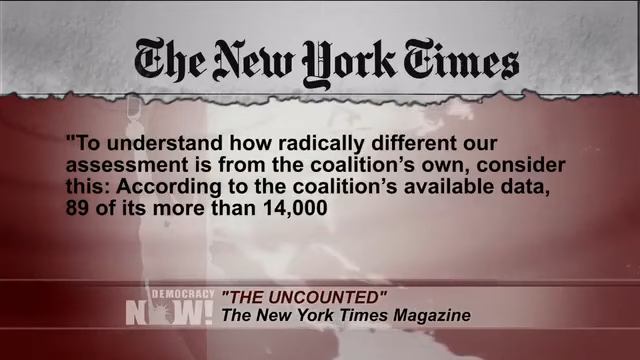 The New York Times
"To understand how radically different our
assessment is from the coalition's own, consider
this: According to the coalition's available data,
89 of its more than 14,000
DEMOCRACY
NOW!
"THE UNCOUNTED"
The New York Times Magazine